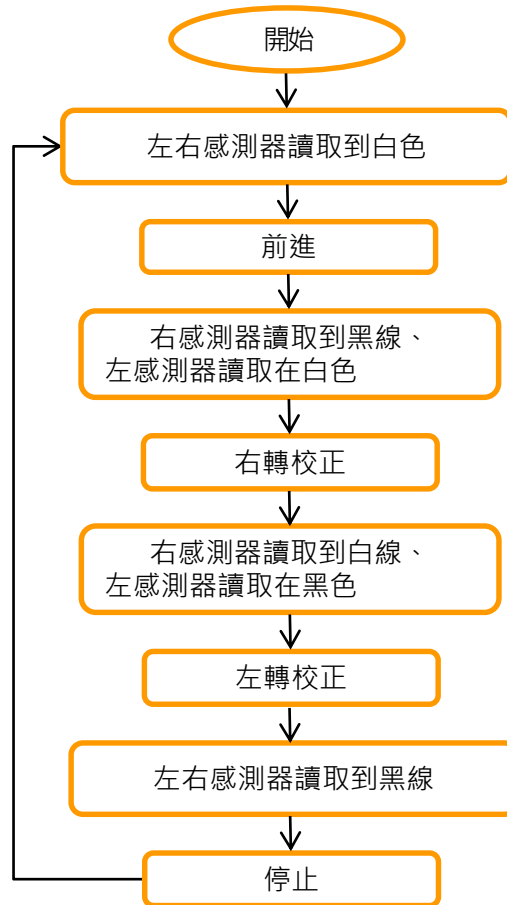 開始
左右感測器讀取到白色
前進
右感測器讀取到黑線、
左感測器讀取在白色
右轉校正
右感測器讀取到白線、
左感測器讀取在黑色
左轉校正
左右感測器讀取到黑線
停止